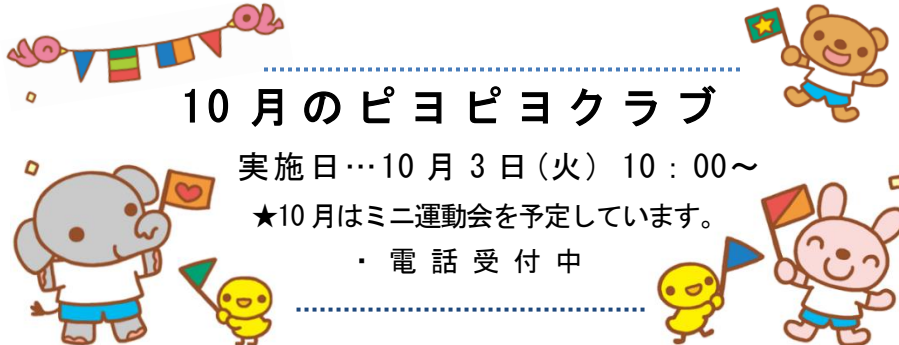 10月のピヨピヨクラブ
実施日…10月3日(火) 10:00～
★10月はミニ運動会を予定しています。
・電話受付中